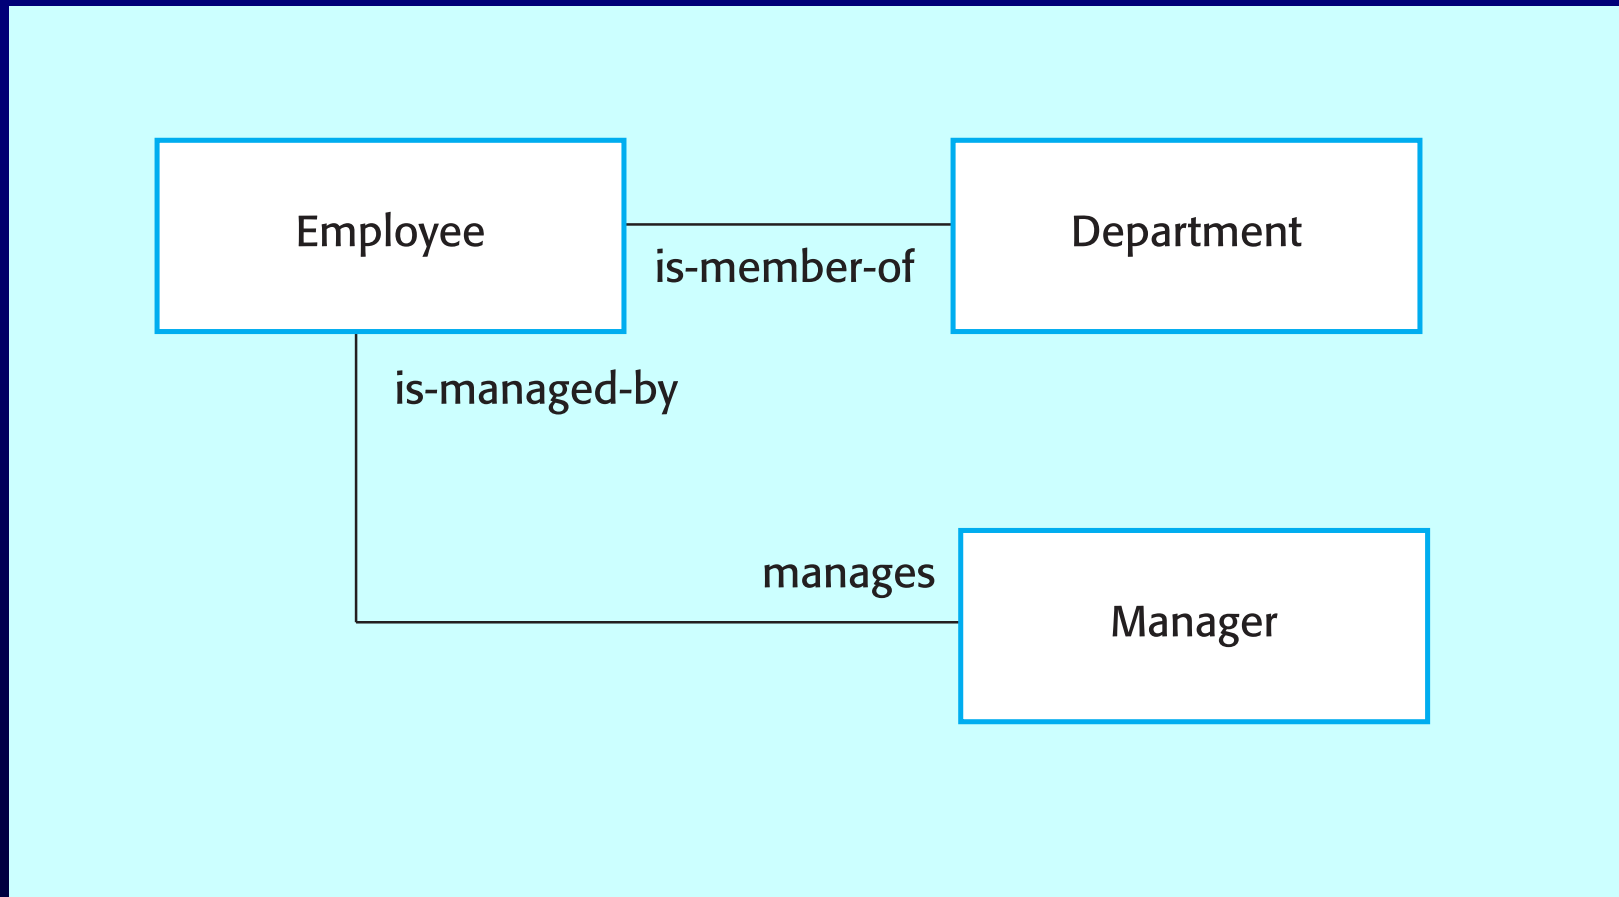 Employee
Department
is-member-of
is-managed-by
manages
Manager